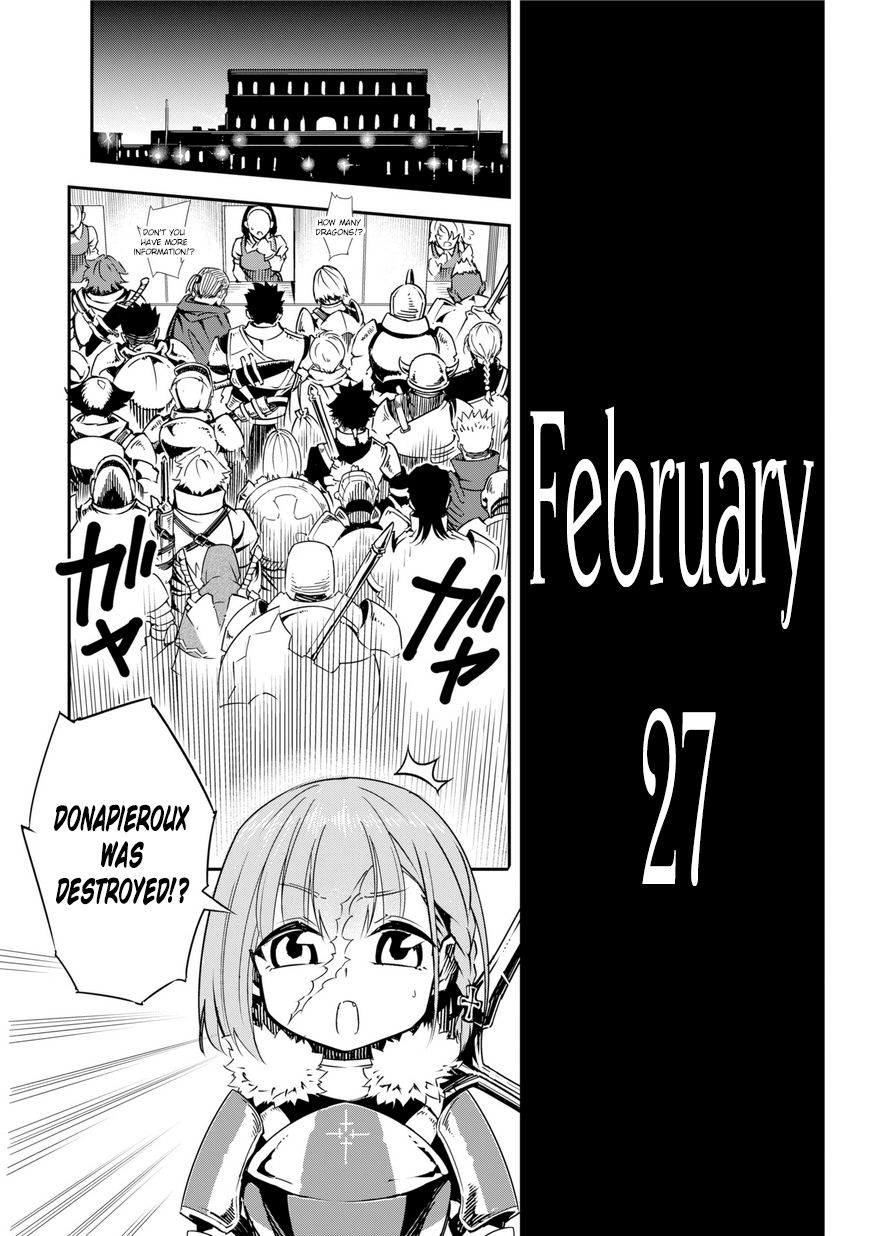 February
27
HOW MANY
DRAGONS!?
DON'T YOU
HAVE MORE
INFORMATION!?
ガヤ
ガヤ
DONAPIEROUX
WAS
DESTROYED!?